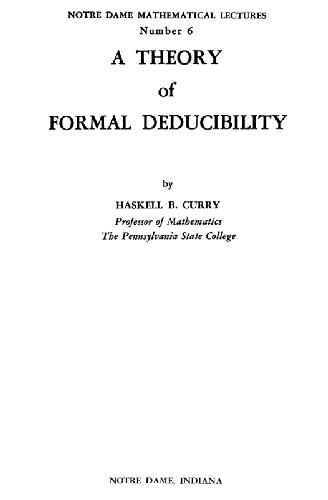 NOTRE DAME MATHEMATICAL LECTURES
Number 6
A THEORY
of
FORMAL DEDUCIBILITY
by
HASKELL B. CURRY
Professor of Mathematics
The Pennsylvania State College
NOTRE DAME, INDIANA